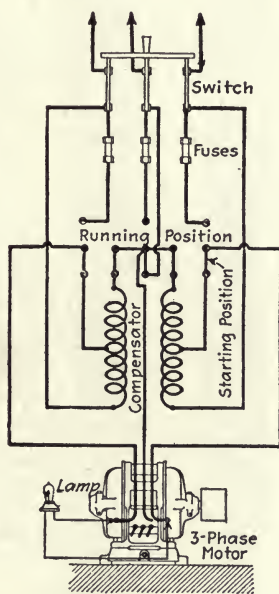 Switch
Fuses
Running Position
Starting Position
Compensator
Lamp
3-Phase
Motor